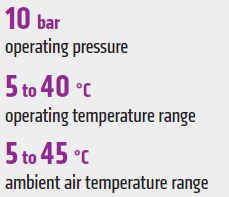 10 bar
operating pressure
5 to 40 °C
operating temperature range
5 to 45 °C
ambient air temperature range